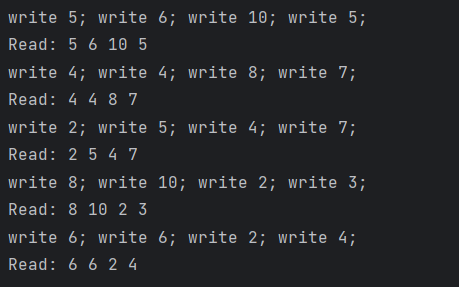 write 5; write 6; write 10; write 5;
Read: 5 6 10 5
write 4; write 4; write 8; write 7;
Read: 4 4 8 7
write 2; write 5; write 4; write 7;
Read: 2 5 4 7
write 8; write 10; write 2; write 3;
Read: 8 10 2 3
write 6; write 6; write 2; write 4;
Read: 6 6 2 4